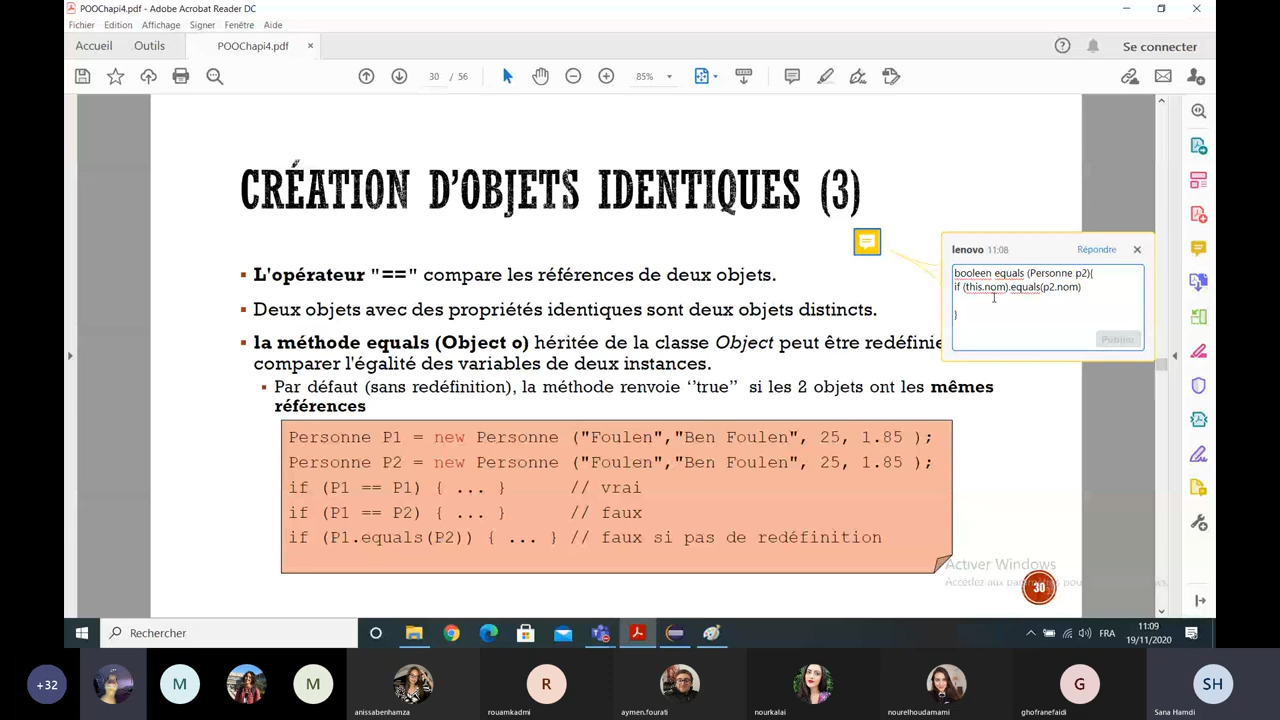 POOChapi4.pdf - Adobe Acrobat Reader DC
Fichier Edition Affichage Signer Fenêtre Aide
Accueil Outils POOChapi4.pdf × Se connecter
30 / 56 85%
CRÉATION D'OBJETS IDENTIQUES (3)
lenovo 11:08 Répondre
booleen equals (Personne p2){
if (this.nom).equals(p2.nom)
}
Publier
▪ L'opérateur "==" compare les références de deux objets.
▪ Deux objets avec des propriétés identiques sont deux objets distincts.
▪ la méthode equals (Object o) héritée de la classe Object peut être redéfinie
comparer l'égalité des variables de deux instances.
▪ Par défaut (sans redéfinition), la méthode renvoie ‘’true’’ si les 2 objets ont les mêmes
références
Personne P1 = new Personne ("Foulen","Ben Foulen", 25, 1.85 );
Personne P2 = new Personne ("Foulen","Ben Foulen", 25, 1.85 );
if (P1 == P1) { ... } // vrai
if (P1 == P2) { ... } // faux
if (P1.equals(P2)) { ... } // faux si pas de redéfinition
Activer Windows
Accédez aux paramètres pou
30
Rechercher
FRA
11:09
19/11/2020
+32 M M R G SH
anissabenhamza rouamkadmi aymen.fourati nourkalai nourelhoudamami ghofranefaidi Sana Hamdi